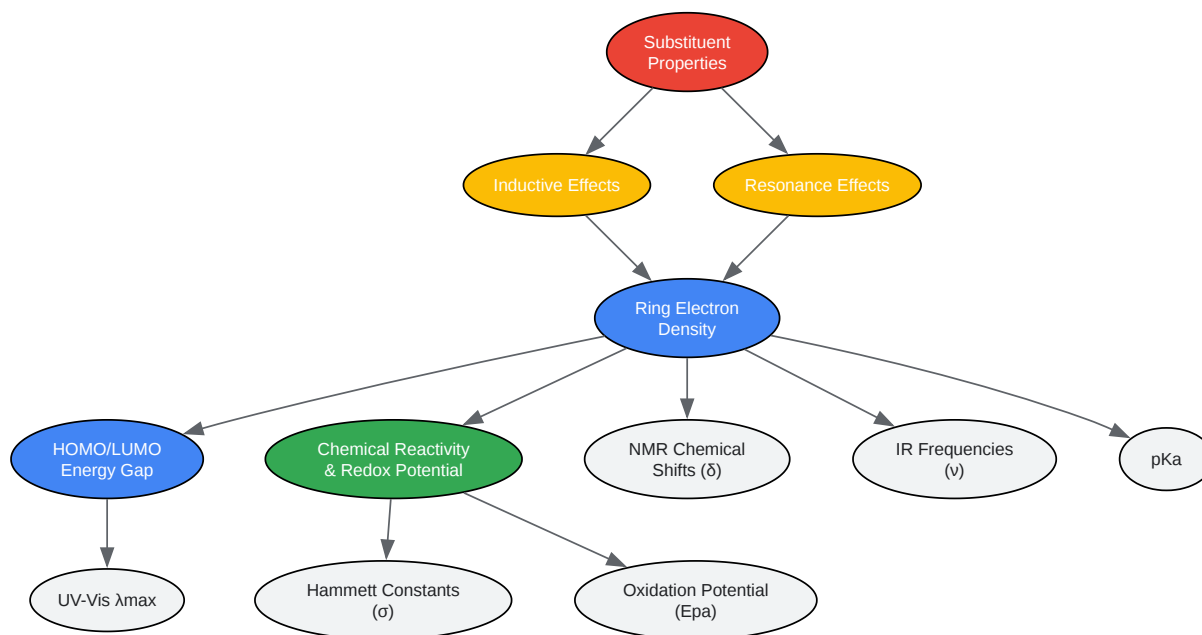 Substituent
Properties
Inductive Effects
Resonance Effects
Ring Electron
Density
HOMO/LUMO
Energy Gap
Chemical Reactivity
& Redox Potential
NMR Chemical
Shifts (δ)
IR Frequencies
(ν)
pKa
UV-Vis λmax
Hammett Constants
(σ)
Oxidation Potential
(Epa)